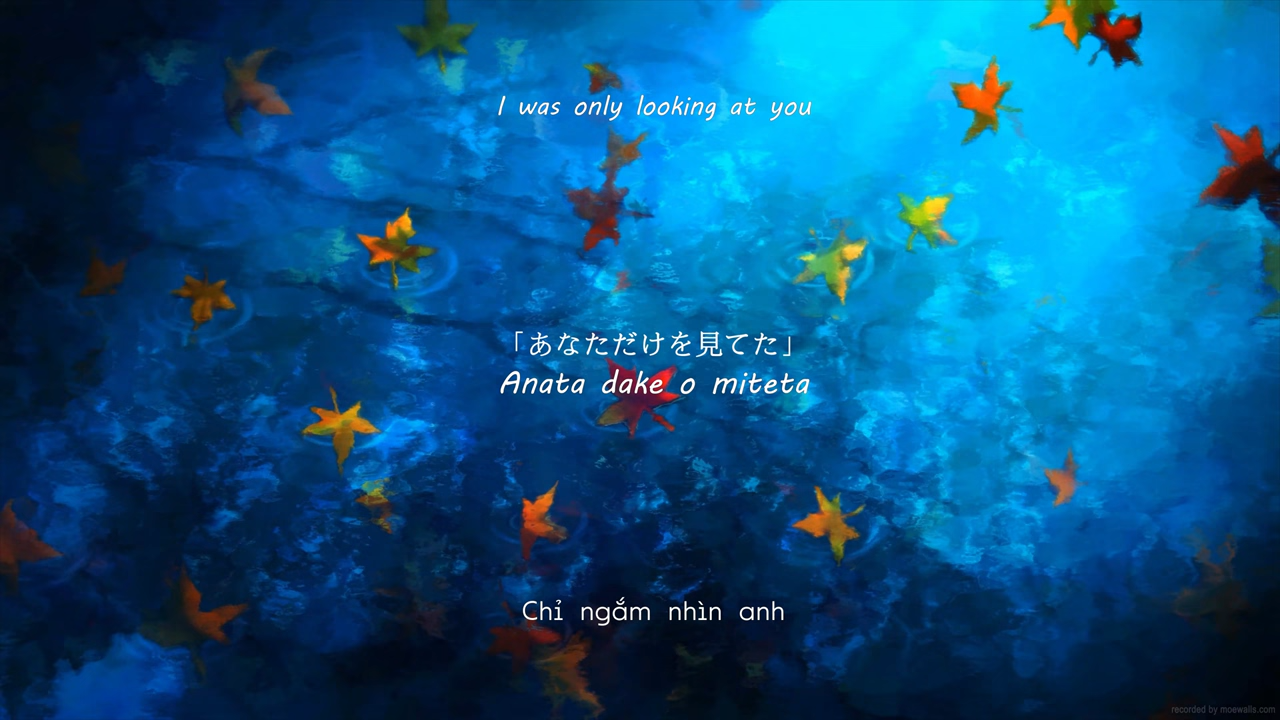 I was only looking at you
「あなただけを見てた」
Anata dake o miteta
Chỉ ngắm nhìn anh
recorded by moewalls.com